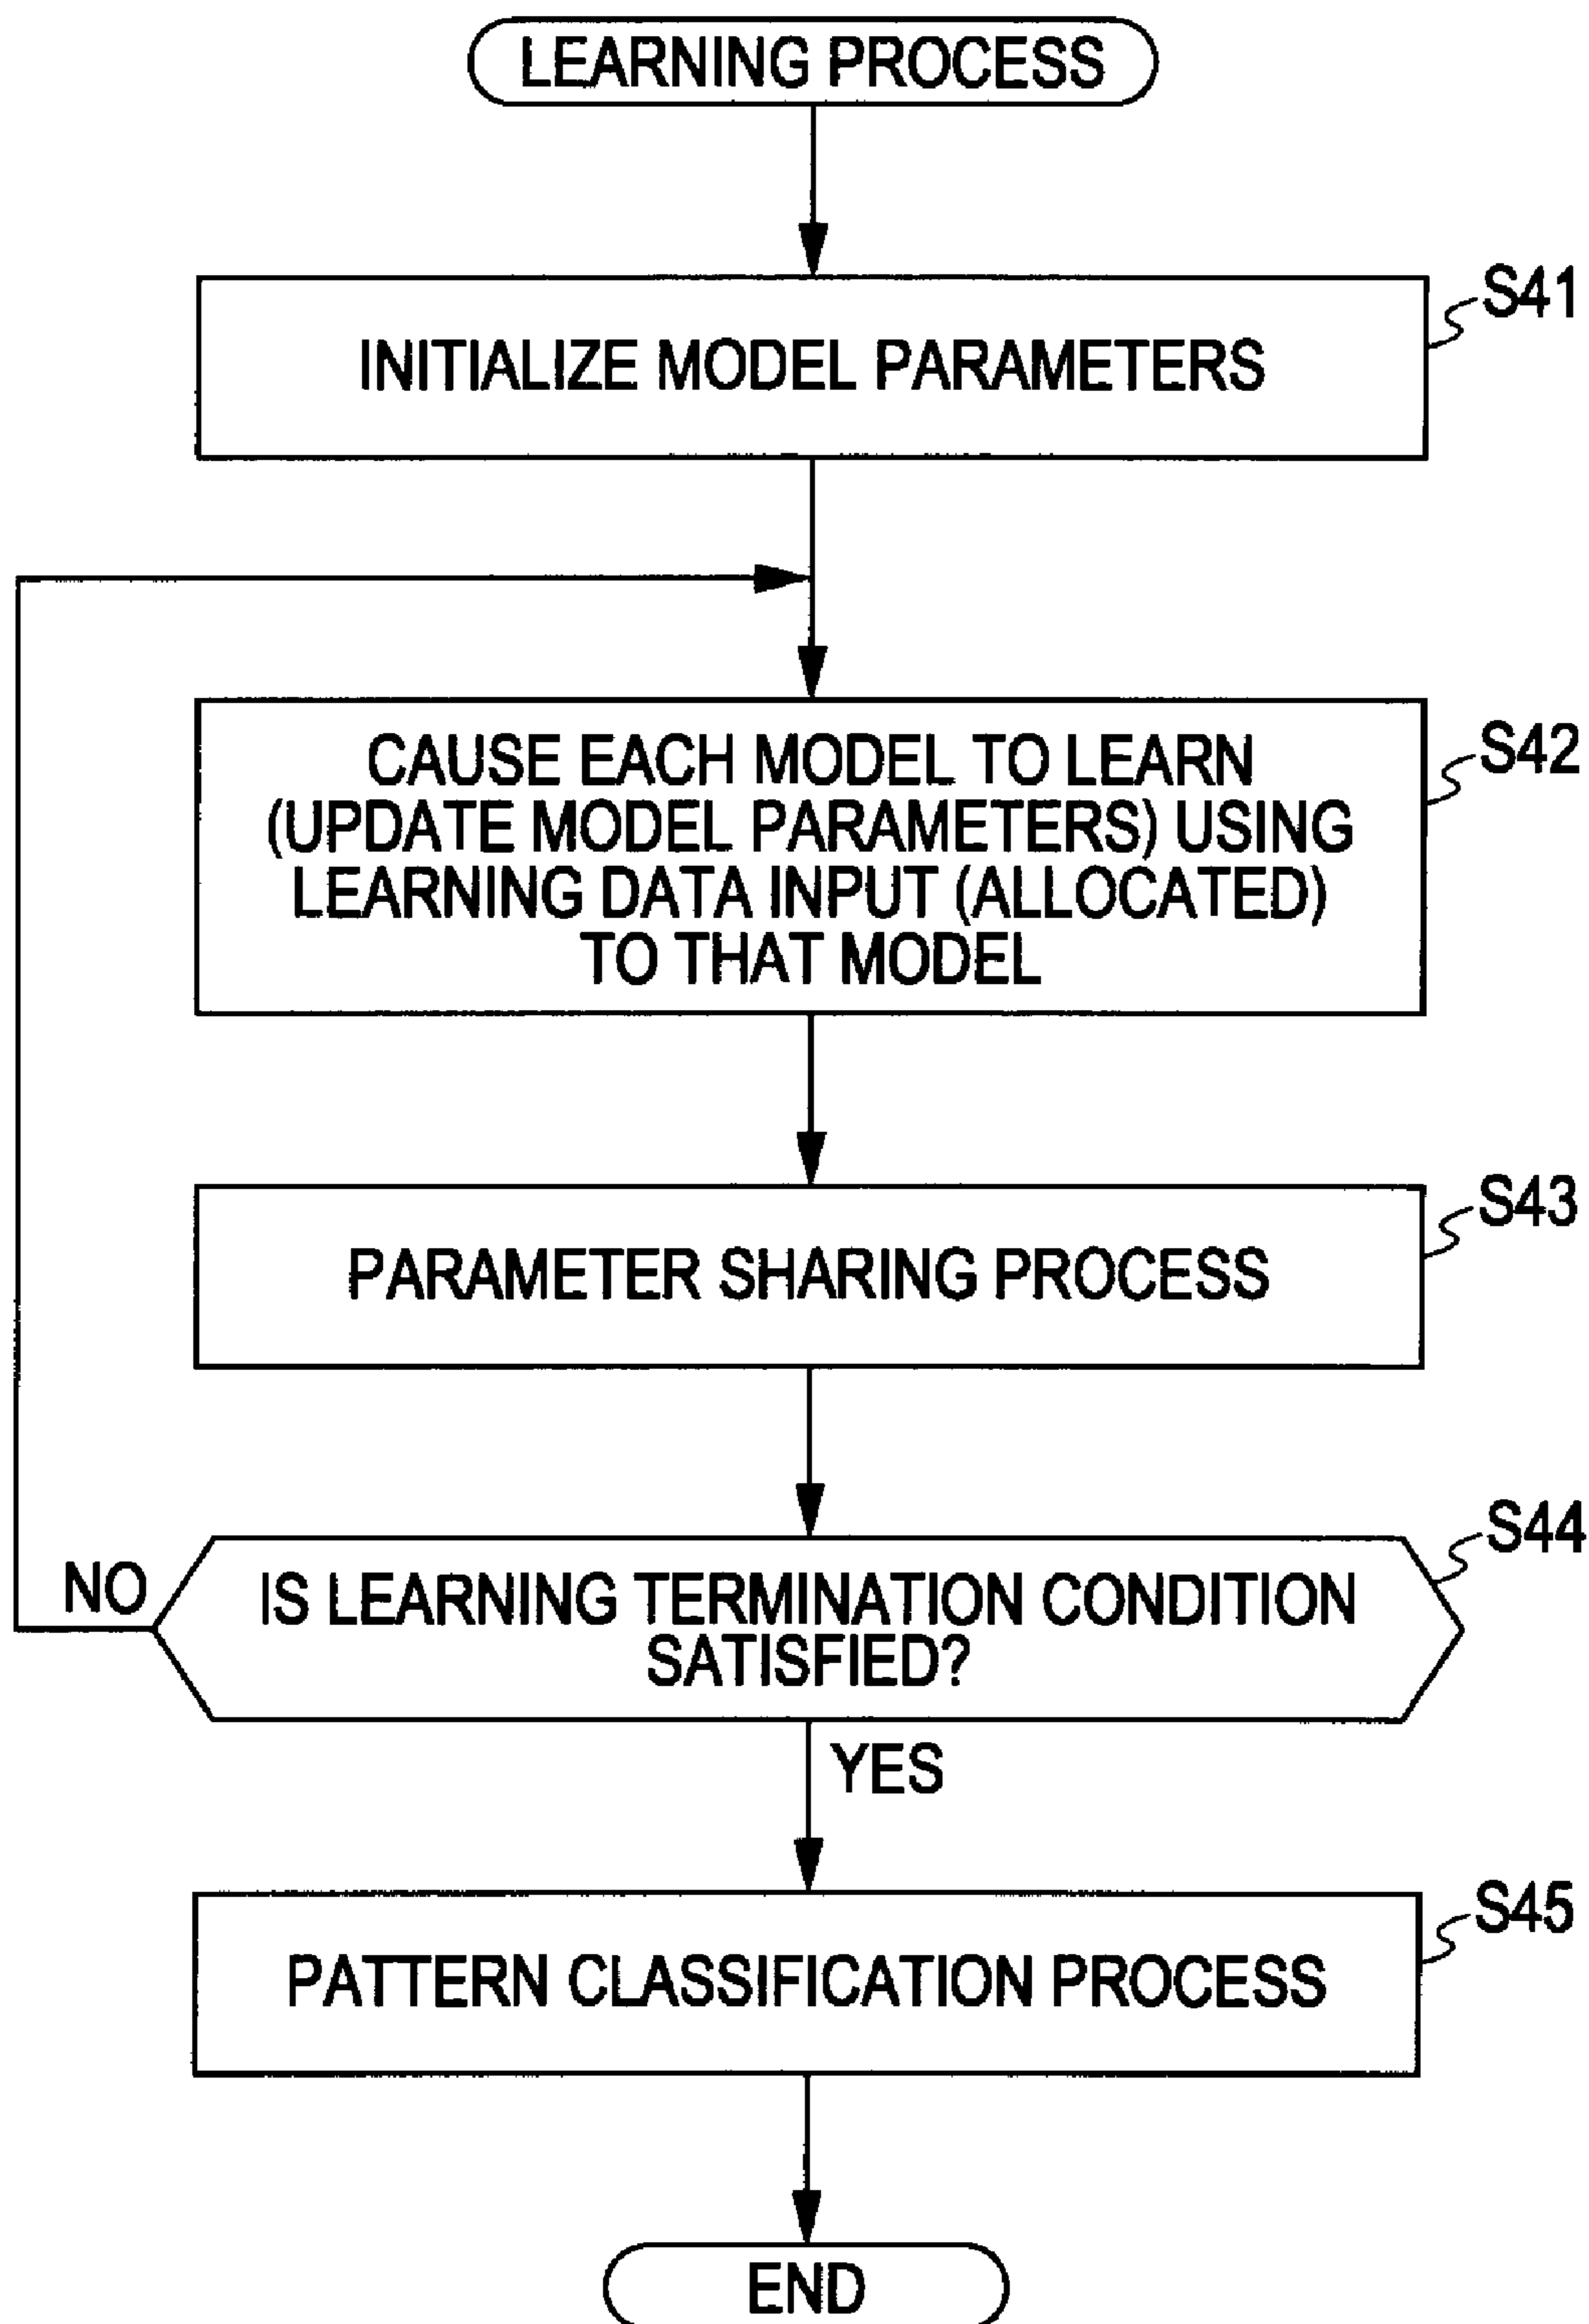 LEARNING PROCESS
S41
INITIALIZE MODEL PARAMETERS
S42
CAUSE EACH MODEL TO LEARN
(UPDATE MODEL PARAMETERS) USING
LEARNING DATA INPUT (ALLOCATED)
TO THAT MODEL
S43
PARAMETER SHARING PROCESS
S44
NO
IS LEARNING TERMINATION CONDITION
SATISFIED?
YES
S45
PATTERN CLASSIFICATION PROCESS
END